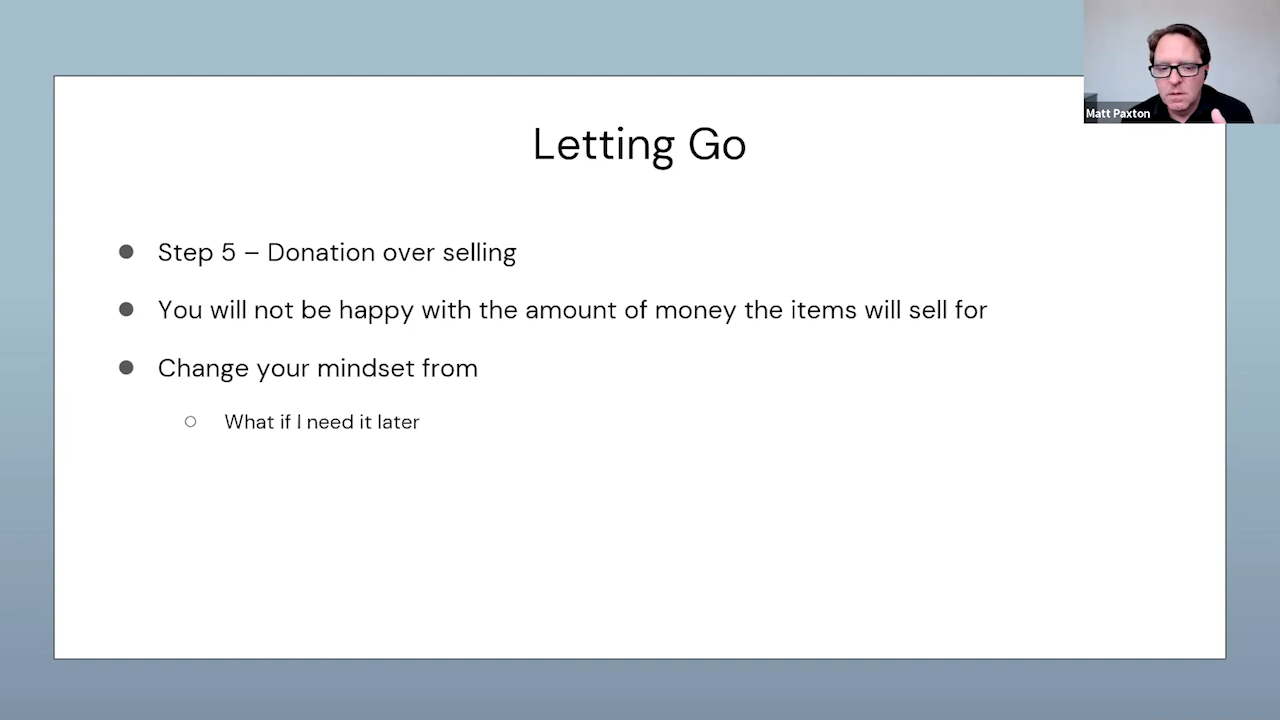 Matt Paxton
Letting Go
Step 5 – Donation over selling
You will not be happy with the amount of money the items will sell for
Change your mindset from
What if I need it later